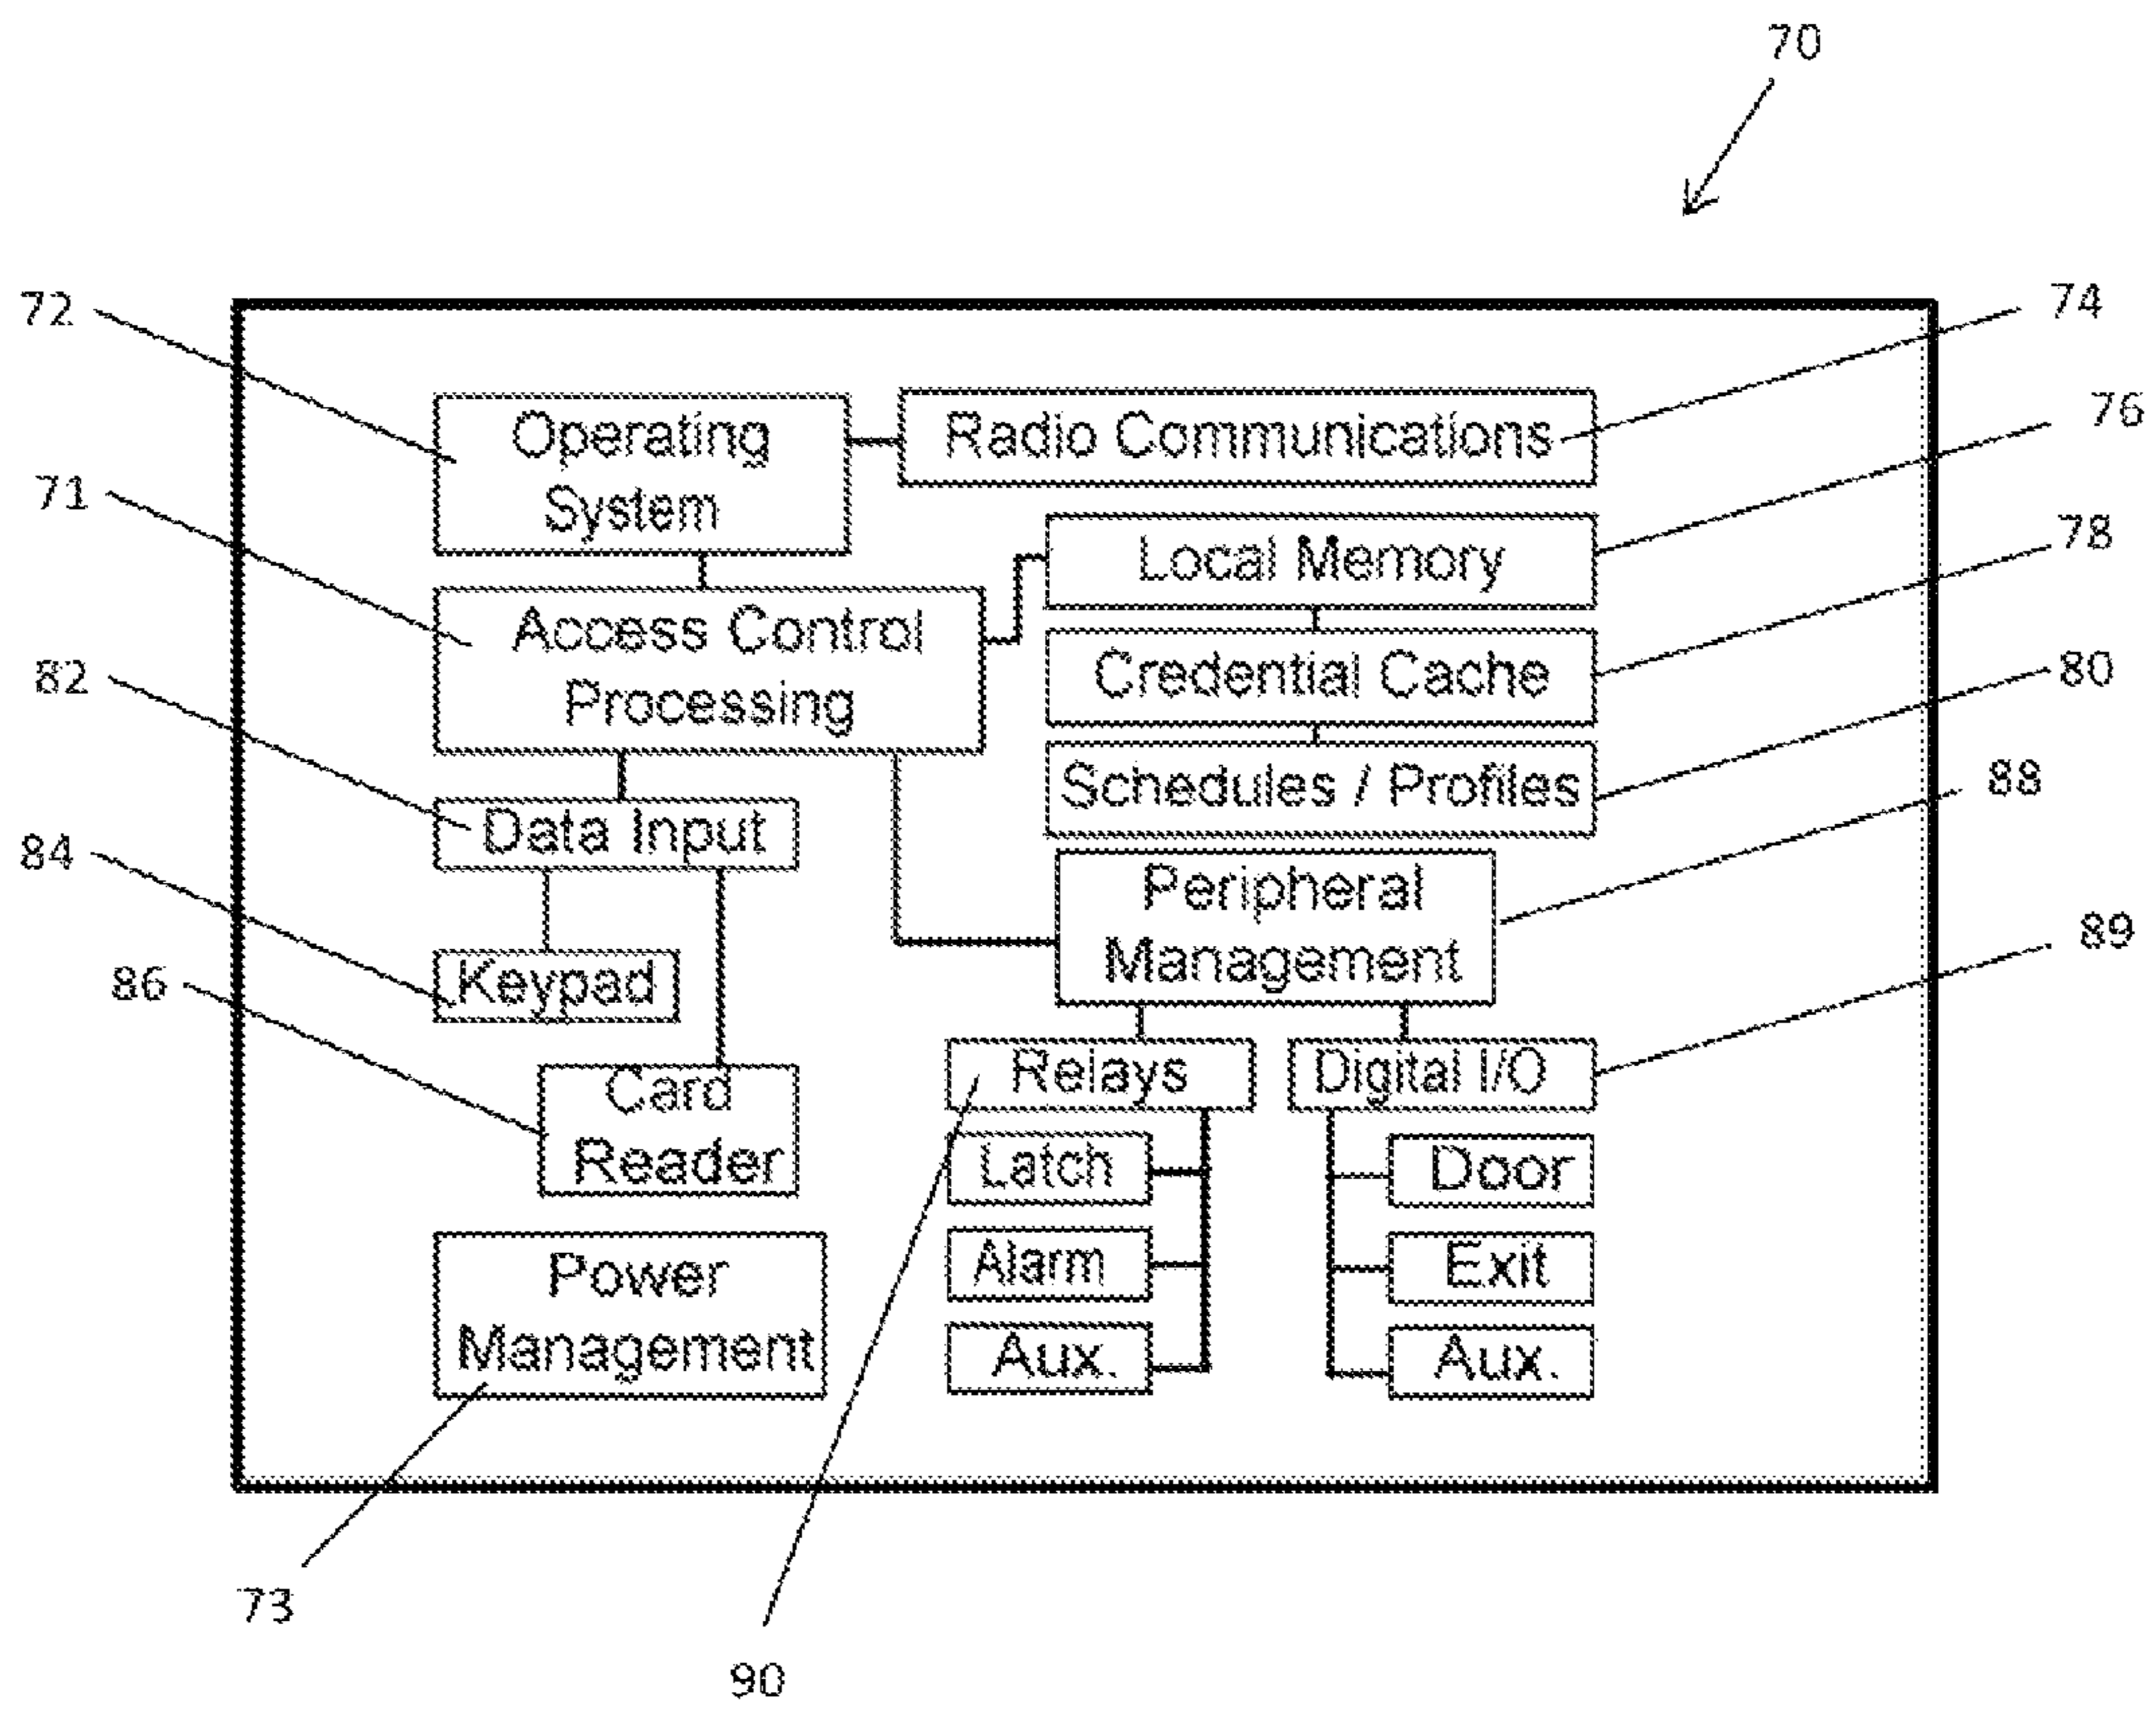 70
72
74
Operating
System
Radio Communications
76
71
Local Memory
78
Access Control
Processing
Credential Cache
82
80
Schedules / Profiles
88
Data Input
84
Peripheral
Management
89
Keypad
86
Relays
Digital I/O
Card
Reader
Latch
Door
Power
Management
Alarm
Exit
Aux.
Aux.
73
90